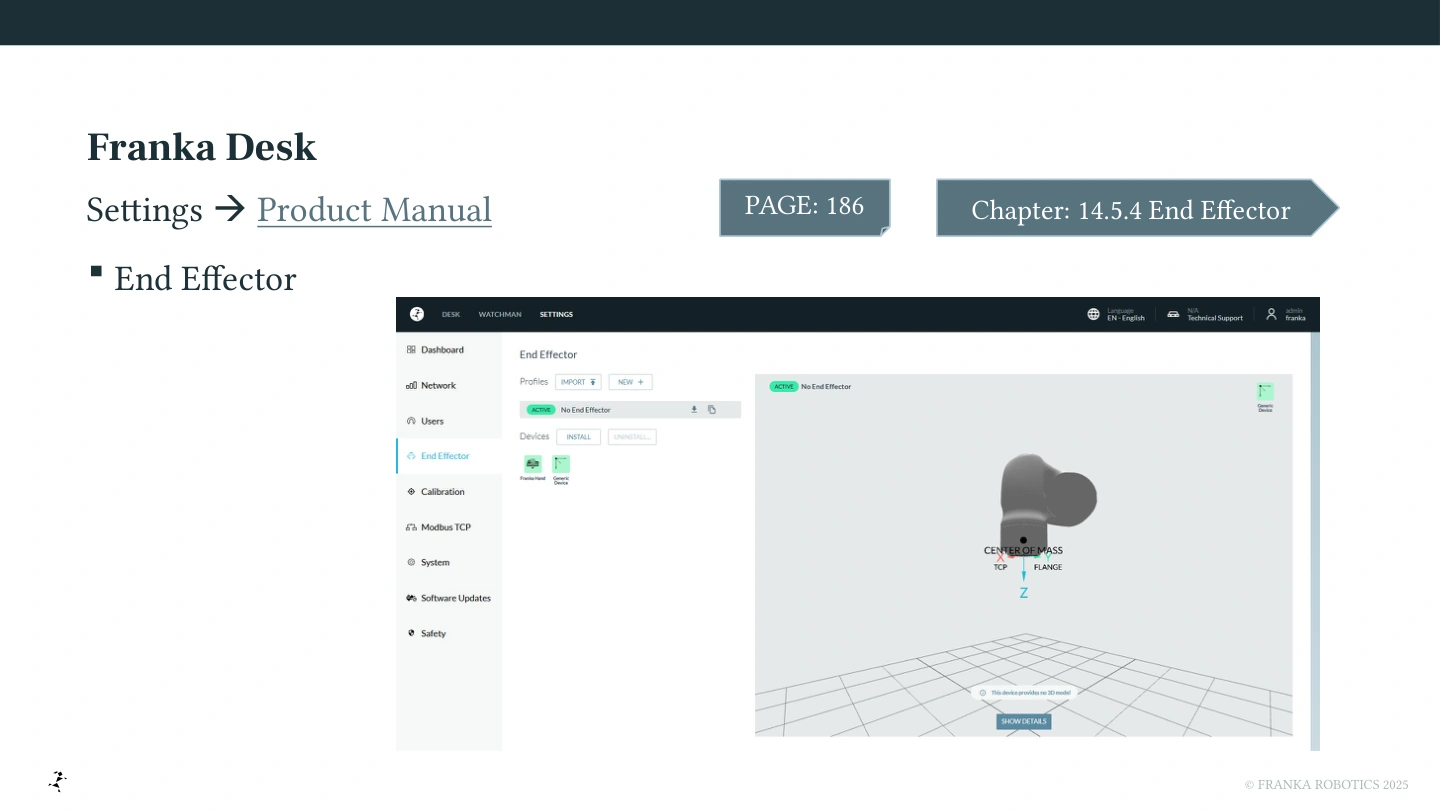 Franka Desk
Settings → Product Manual
PAGE: 186
Chapter: 14.5.4 End Effector
▪ End Effector
DESK
WATCHMAN
SETTINGS
Language
EN - English
N/A
Technical Support
admin
franka
Dashboard
Network
Users
End Effector
Calibration
Modbus TCP
System
Software Updates
Safety
End Effector
Profiles
IMPORT
NEW +
ACTIVE No End Effector
Devices
INSTALL
UNINSTALL...
Franka Hand
Generic
Device
ACTIVE No End Effector
Generic
Device
CENTER OF MASS
X
Y
TCP
FLANGE
Z
This device provides no 3D model
SHOW DETAILS
© FRANKA ROBOTICS 2025